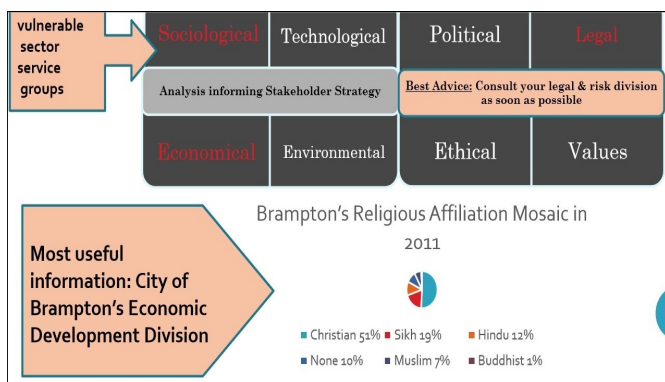 vulnerable
sector
service
groups
Sociological Technological Political Legal
Analysis informing Stakeholder Strategy
Best Advice: Consult your legal & risk division
as soon as possible
Economical Environmental Ethical Values
Most useful
information: City of
Brampton's Economic
Development Division
Brampton's Religious Affiliation Mosaic in
2011
Christian 51% Sikh 19% Hindu 12%
None 10% Muslim 7% Buddhist 1%